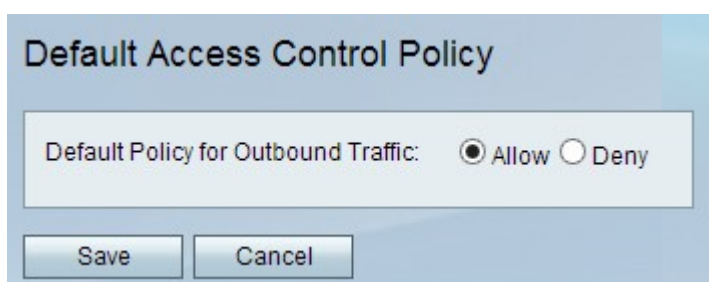 Default Access Control Policy
Default Policy for Outbound Traffic: Allow Deny
Save Cancel